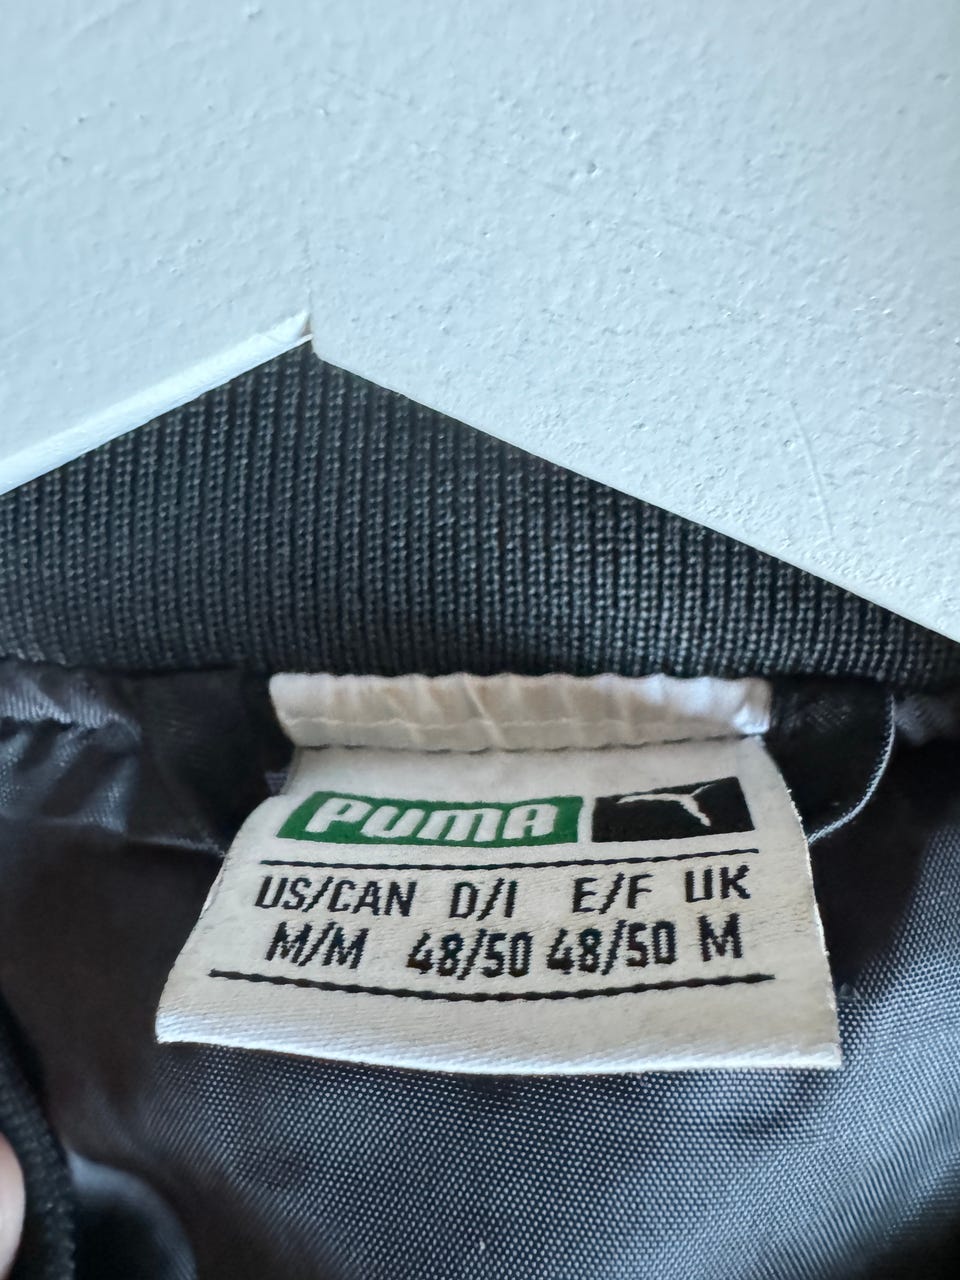 PUMA
US/CAN D/I E/F UK
M/M 48/50 48/50 M